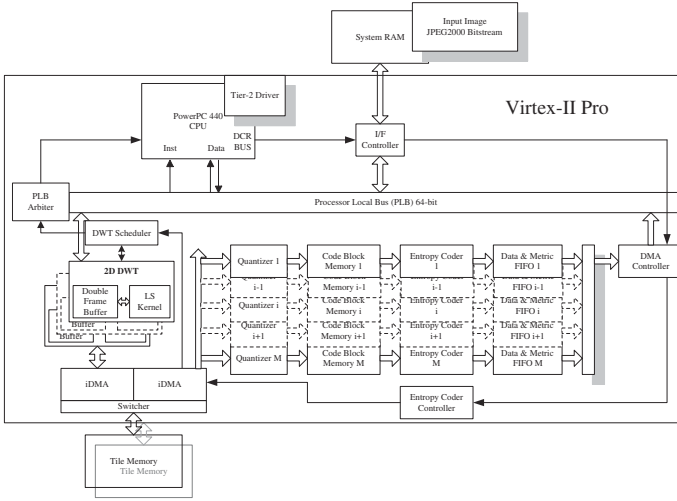 Input Image
JPEG2000 Bitstream
System RAM
Tier-2 Driver
PowerPC 440
CPU
DCR
BUS
Inst
Data
I/F
Controller
Virtex-II Pro
PLB
Arbiter
Processor Local Bus (PLB) 64-bit
DWT Scheduler
2D DWT
Double
Frame
Buffer
LS
Kernel
Buffer
Buffer
Quantizer 1
Code Block
Memory 1
Entropy Coder
1
Data & Metric
FIFO 1
DMA
Controller
Quantizer
i-1
Memory i-1
Entropy Coder
i-1
Data & Metric
FIFO i-1
Quantizer i
Code Block
Memory i
Entropy Coder
i
Data & Metric
FIFO i
Quantizer
i+1
Code Block
Memory i+1
Entropy Coder
i+1
Data & Metric
FIFO i+1
Quantizer M
Code Block
Memory M
Entropy Coder
M
Data & Metric
FIFO M
iDMA
iDMA
Switcher
Entropy Coder
Controller
Tile Memory
Tile Memory